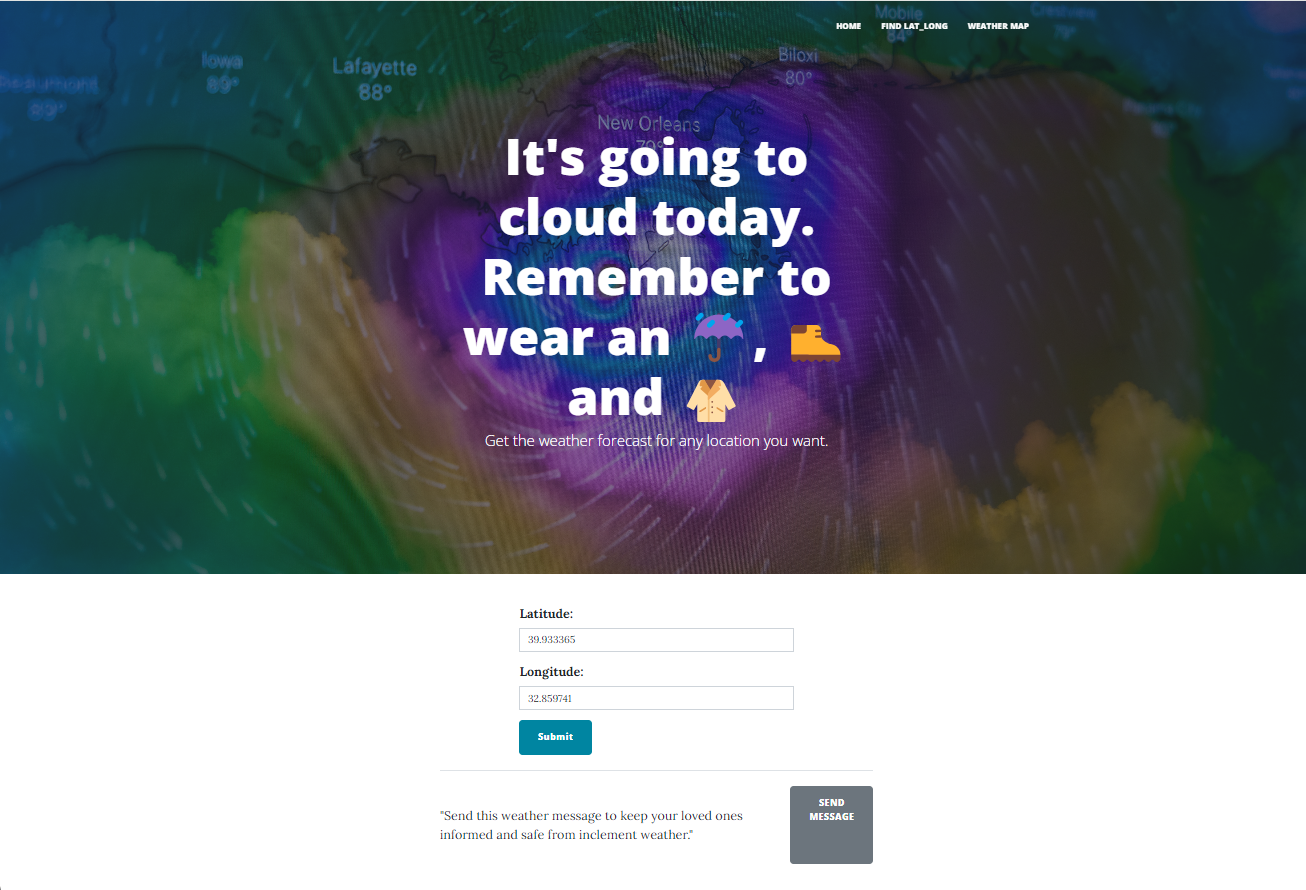 Mobile
84°
Crestview
79°
HOME FIND LAT_LONG WEATHER MAP
Iowa
89°
Lafayette
88°
Biloxi
80°
Beaumont
89°
New Orleans
79°
It's going to
cloud today.
Remember to
wear an ☔, 🥾
and 🧥
Get the weather forecast for any location you want.
Latitude:
39.933365
Longitude:
32.859741
Submit
"Send this weather message to keep your loved ones
informed and safe from inclement weather."
SEND
MESSAGE